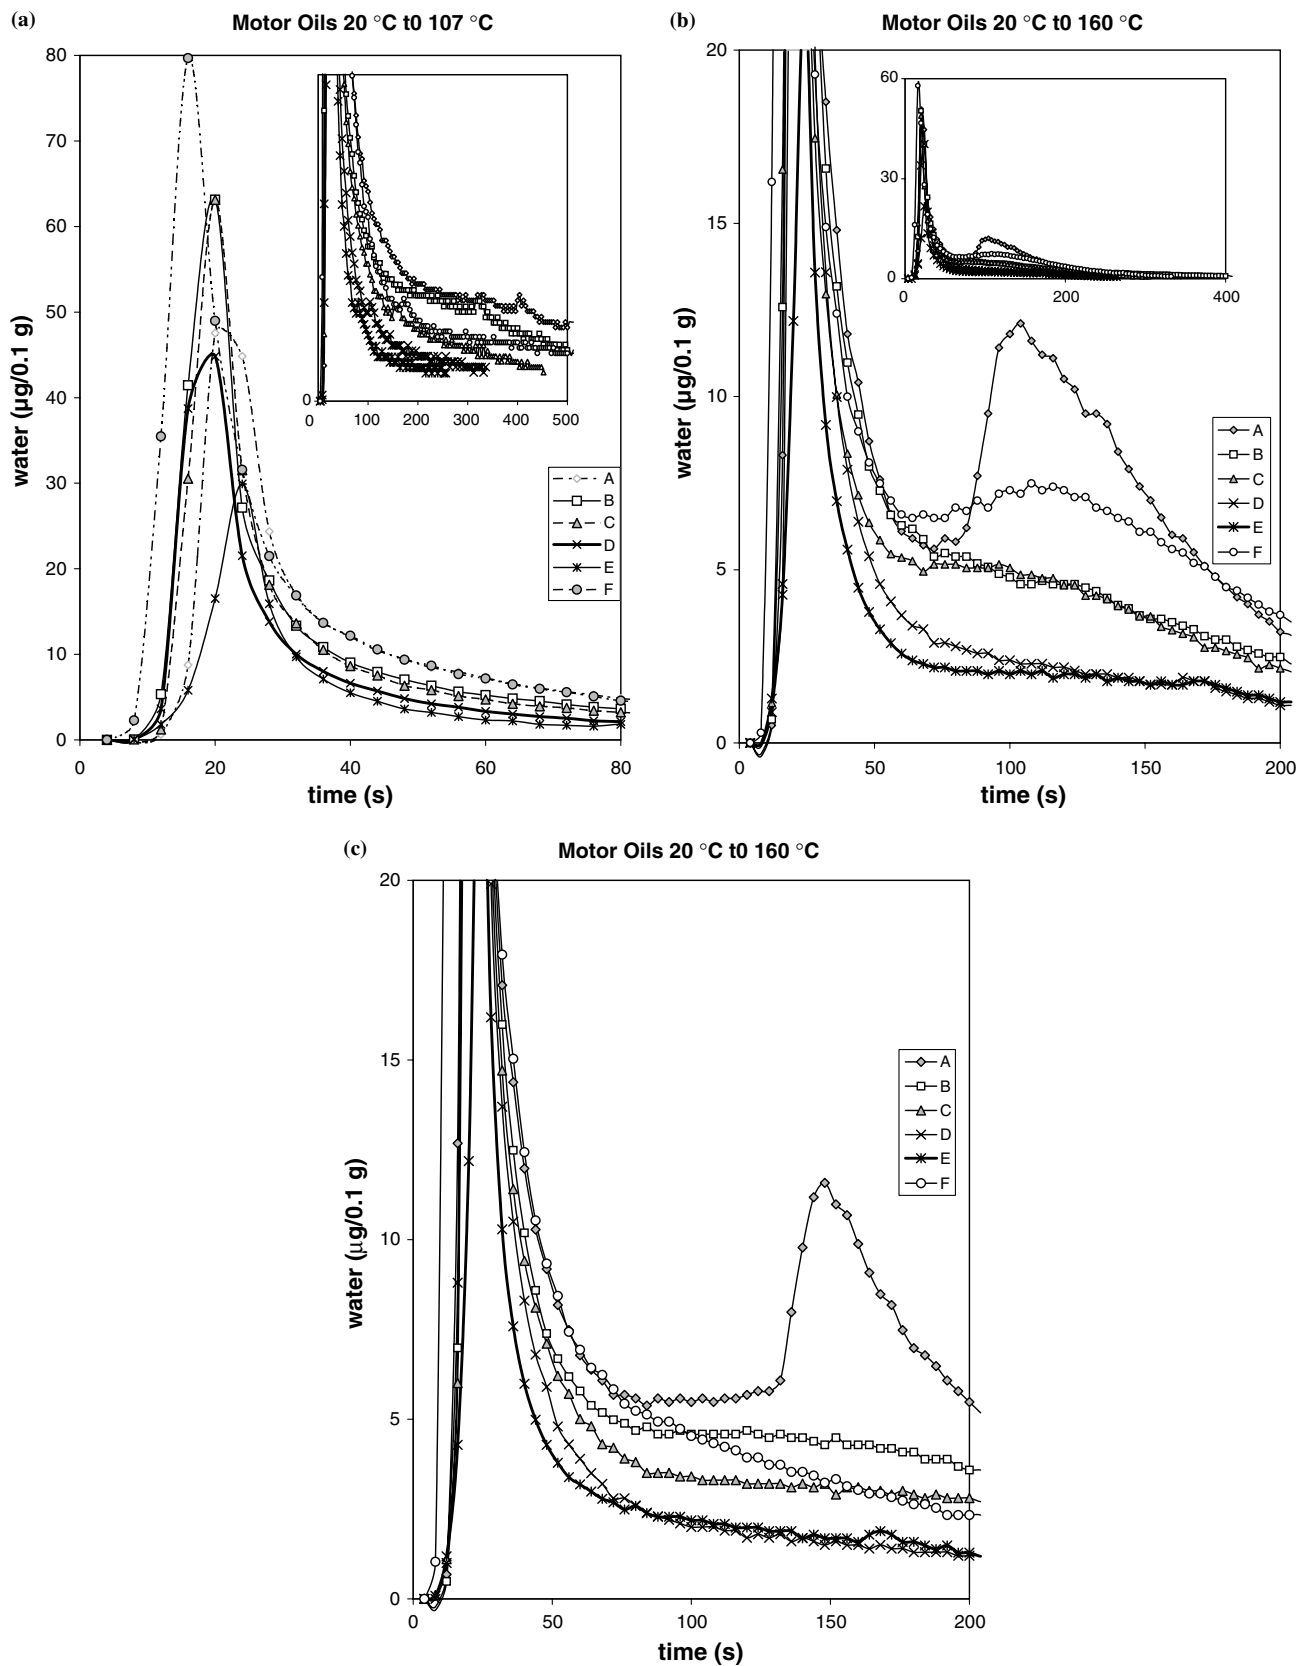 (a)
Motor Oils 20 °C t0 107 °C
80
70
60
50
40
30
20
10
0
water (µg/0.1 g)
0 20 40 60 80
time (s)
0
0 100 200 300 400 500
A
B
C
D
E
F
(b)
Motor Oils 20 °C t0 160 °C
20
15
10
5
0
water (µg/0.1 g)
0 50 100 150 200
time (s)
60
30
0
0 200 400
A
B
C
D
E
F
(c)
Motor Oils 20 °C t0 160 °C
20
15
10
5
0
water (µg/0.1 g)
0 50 100 150 200
time (s)
A
B
C
D
E
F